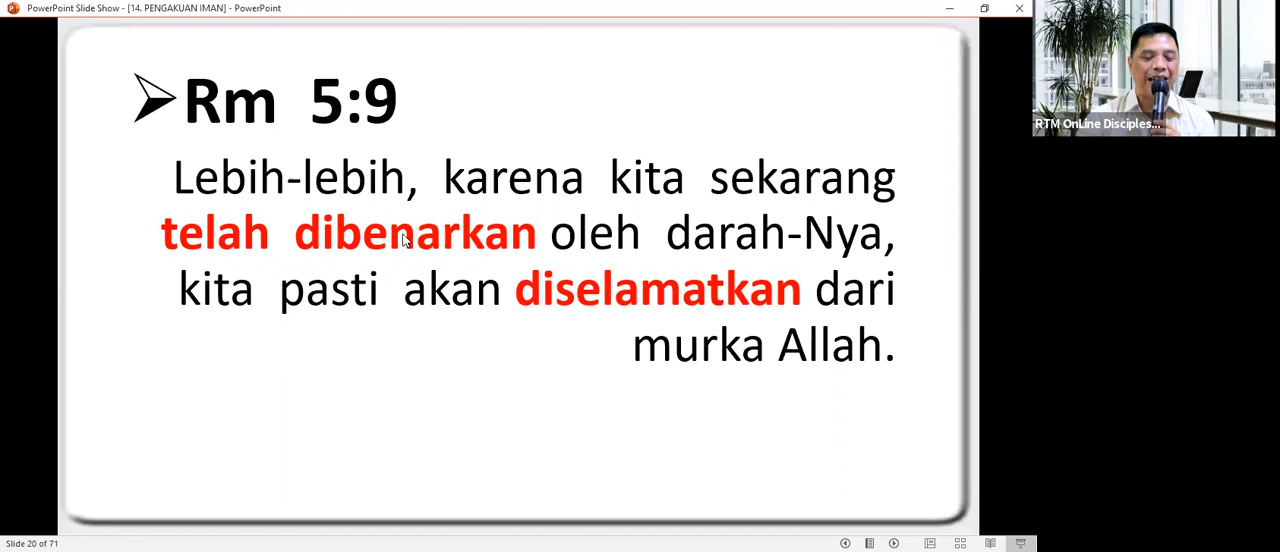 PowerPoint Slide Show - [14. PENGAKUAN IMAN] - PowerPoint
Rm 5:9
Lebih-lebih, karena kita sekarang
telah dibenarkan oleh darah-Nya,
kita pasti akan diselamatkan dari
murka Allah.
RTM OnLine Disciples...
Slide 20 of 71